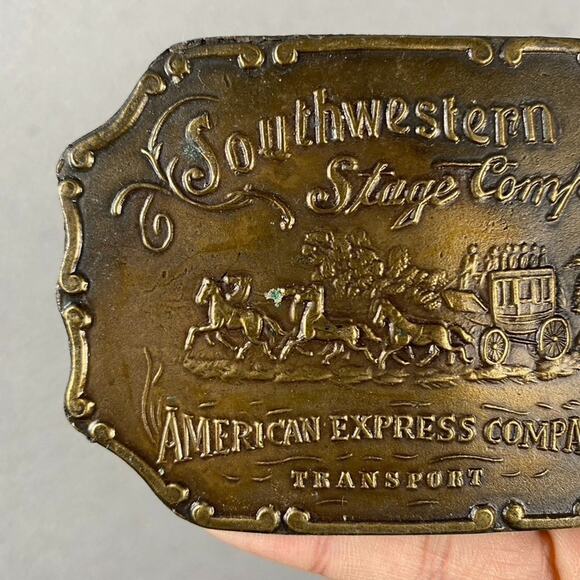 Southwestern
Stage Comp
AMERICAN EXPRESS COMPA
TRANSPORT